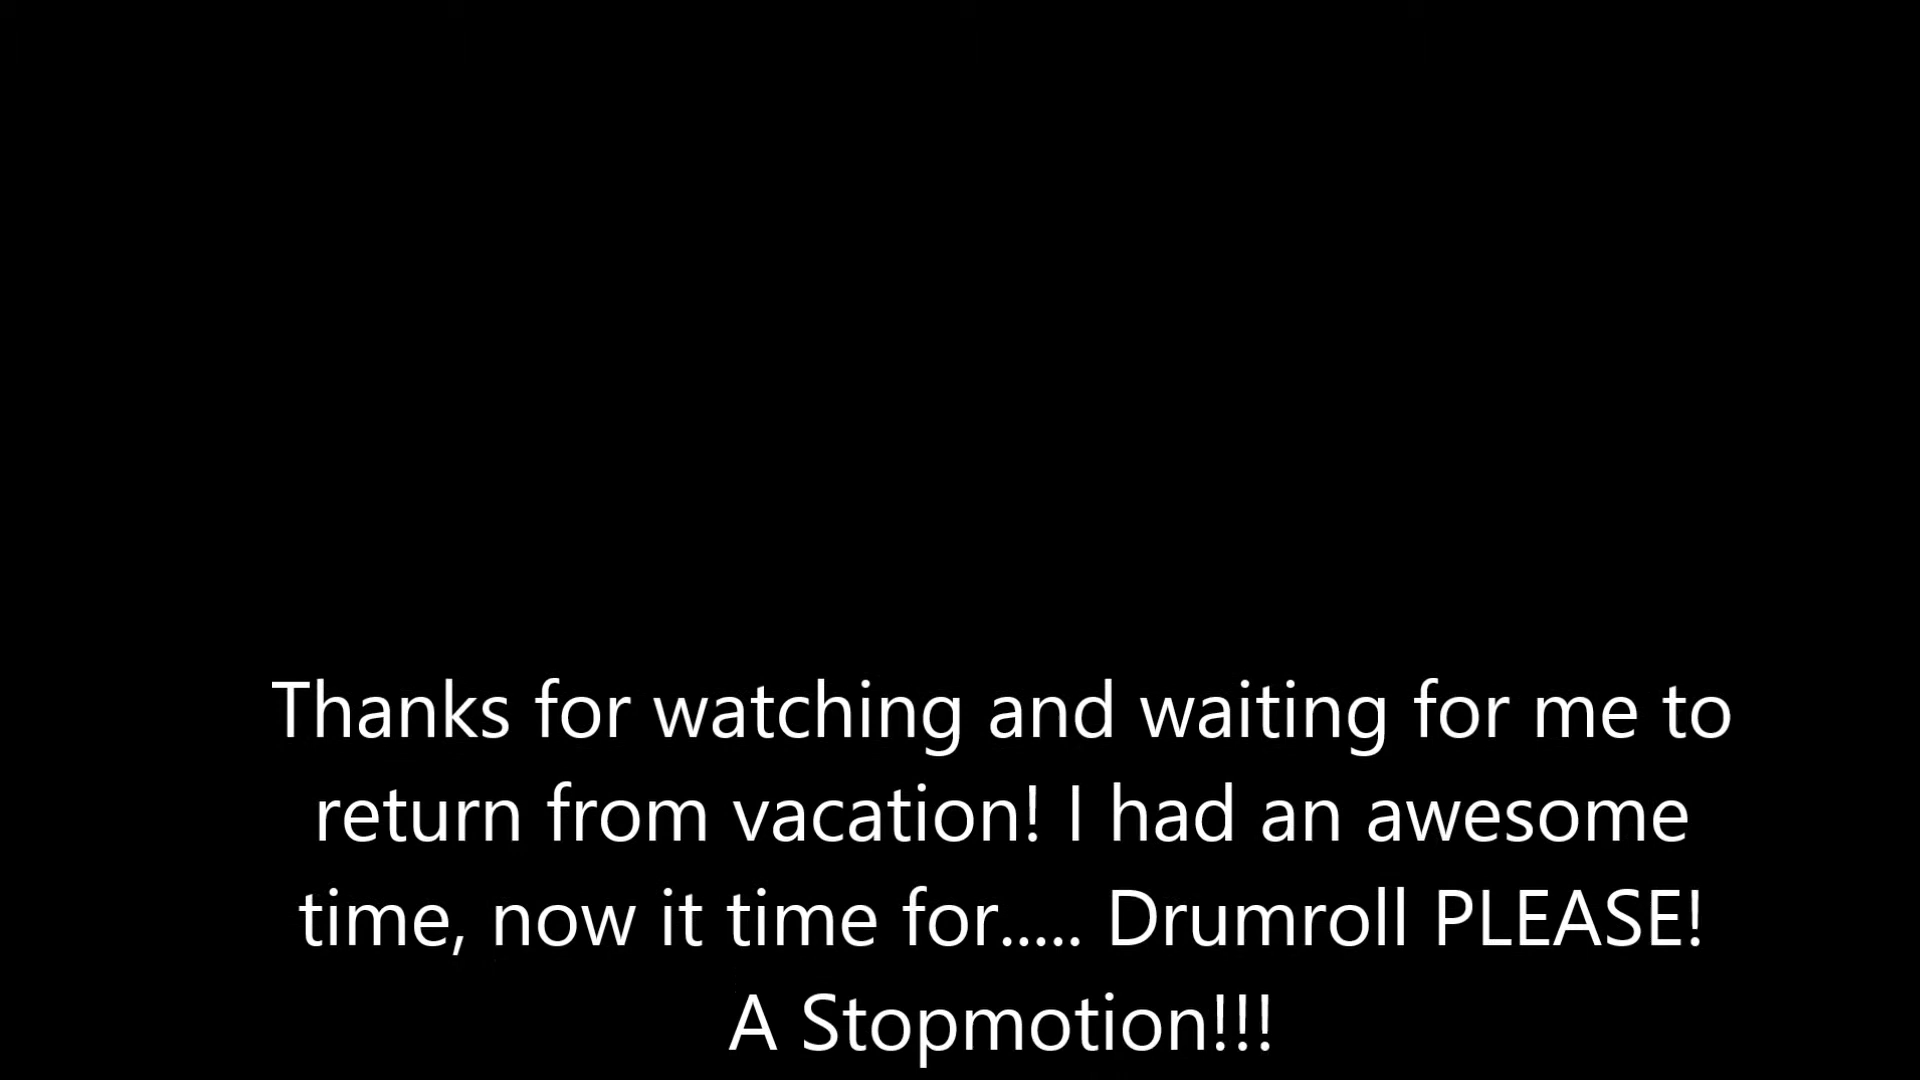 Thanks for watching and waiting for me to
return from vacation! I had an awesome
time, now it time for..... Drumroll PLEASE!
A Stopmotion!!!